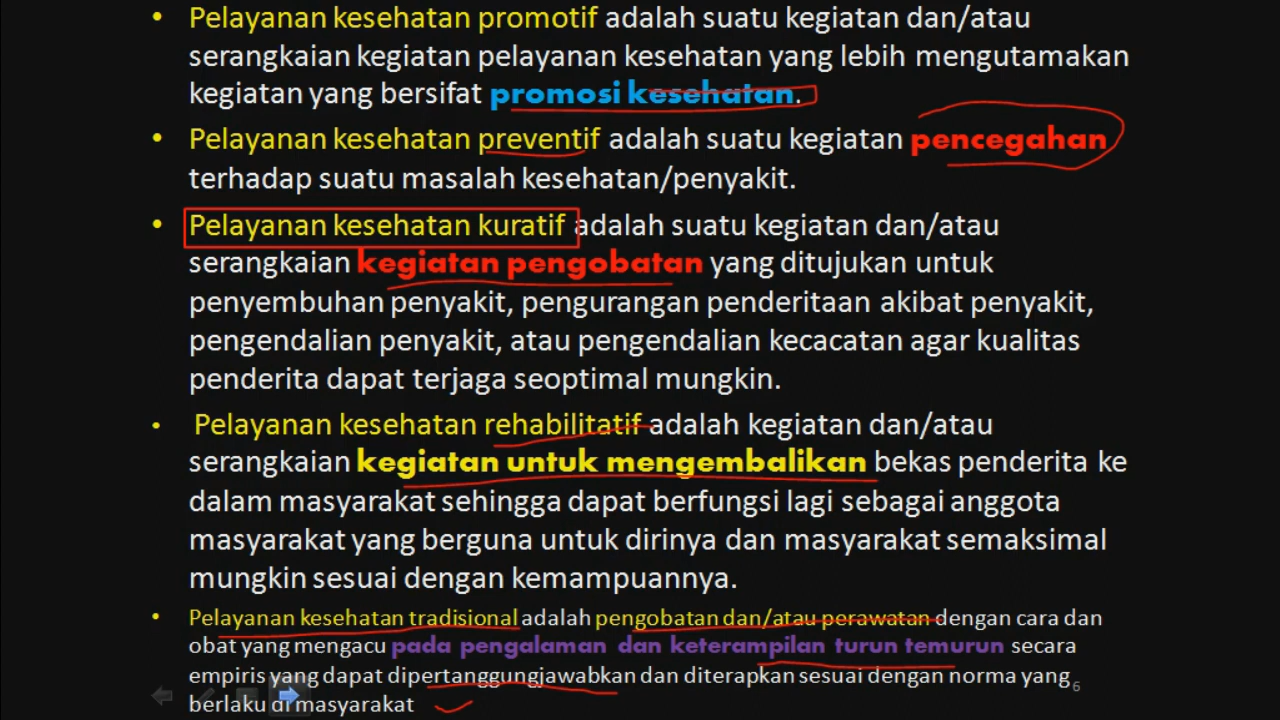 • Pelayanan kesehatan promotif adalah suatu kegiatan dan/atau
serangkaian kegiatan pelayanan kesehatan yang lebih mengutamakan
kegiatan yang bersifat promosi kesehatan.
• Pelayanan kesehatan preventif adalah suatu kegiatan pencegahan
terhadap suatu masalah kesehatan/penyakit.
• Pelayanan kesehatan kuratif adalah suatu kegiatan dan/atau
serangkaian kegiatan pengobatan yang ditujukan untuk
penyembuhan penyakit, pengurangan penderitaan akibat penyakit,
pengendalian penyakit, atau pengendalian kecacatan agar kualitas
penderita dapat terjaga seoptimal mungkin.
• Pelayanan kesehatan rehabilitatif adalah kegiatan dan/atau
serangkaian kegiatan untuk mengembalikan bekas penderita ke
dalam masyarakat sehingga dapat berfungsi lagi sebagai anggota
masyarakat yang berguna untuk dirinya dan masyarakat semaksimal
mungkin sesuai dengan kemampuannya.
• Pelayanan kesehatan tradisional adalah pengobatan dan/atau perawatan dengan cara dan
obat yang mengacu pada pengalaman dan keterampilan turun temurun secara
empiris yang dapat dipertanggungjawabkan dan diterapkan sesuai dengan norma yang
berlaku di masyarakat
6